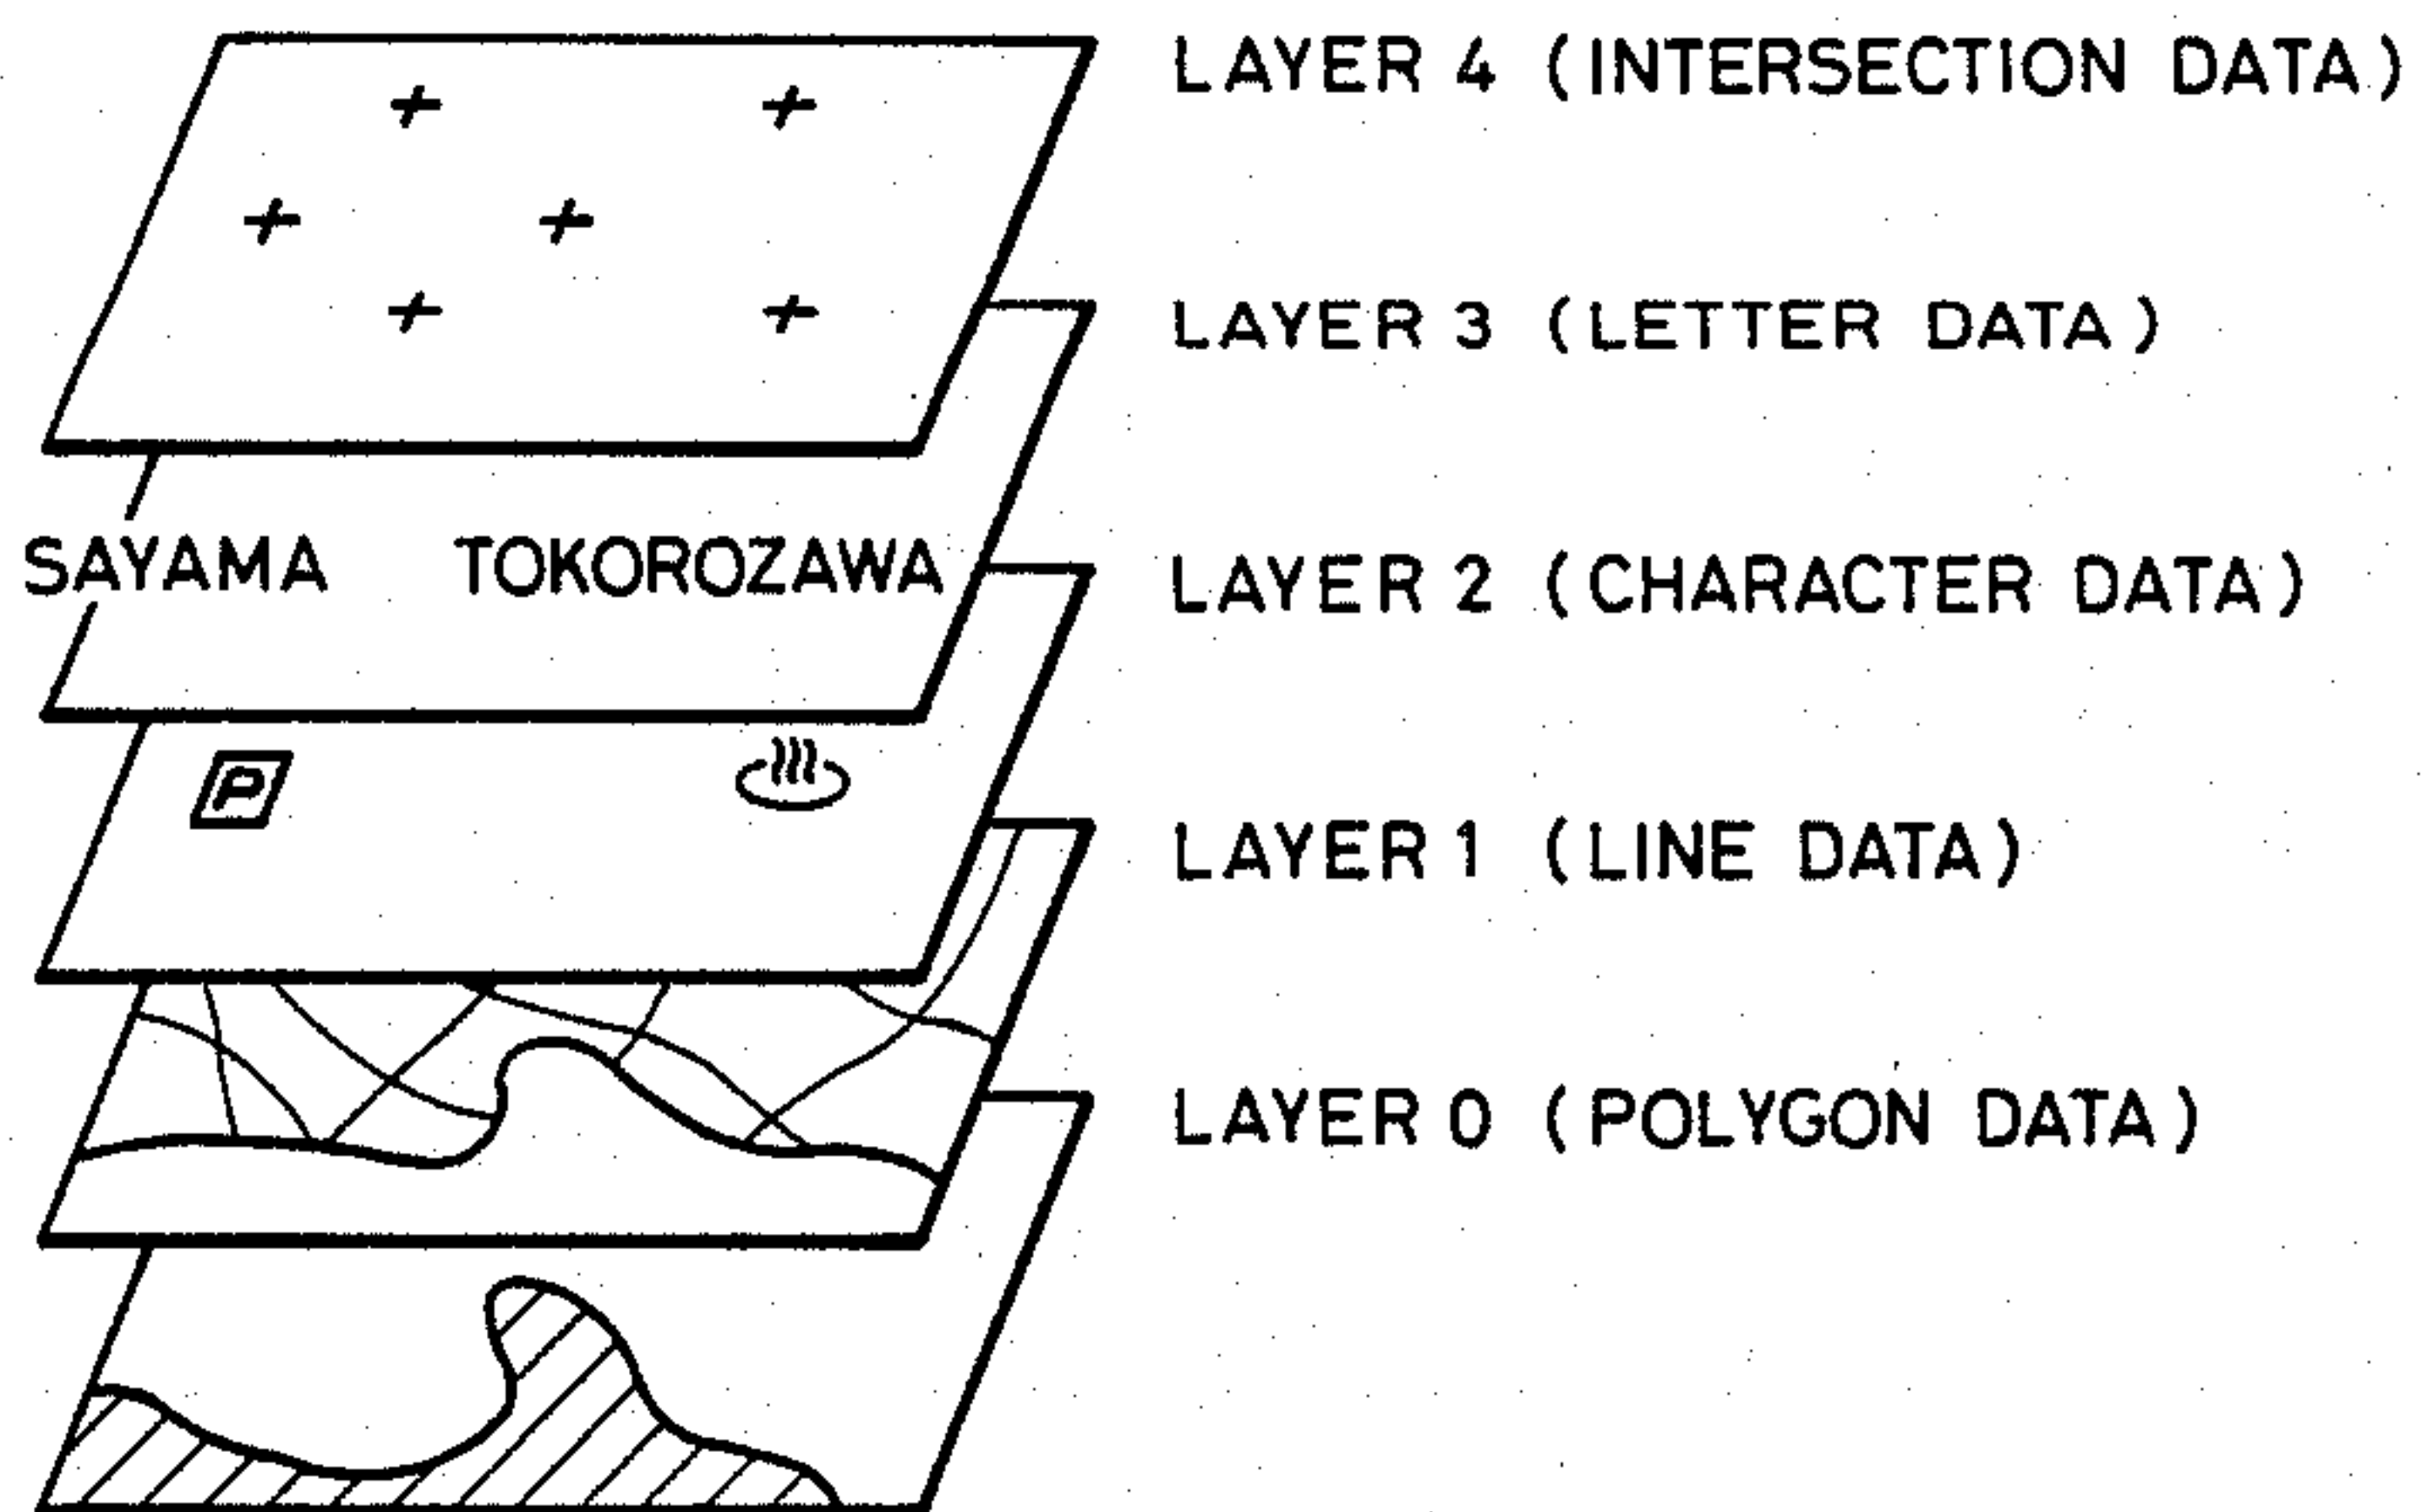 LAYER 4 (INTERSECTION DATA)
LAYER 3 (LETTER DATA)
SAYAMA TOKOROZAWA
LAYER 2 (CHARACTER DATA)
P
LAYER 1 (LINE DATA)
LAYER 0 (POLYGON DATA)